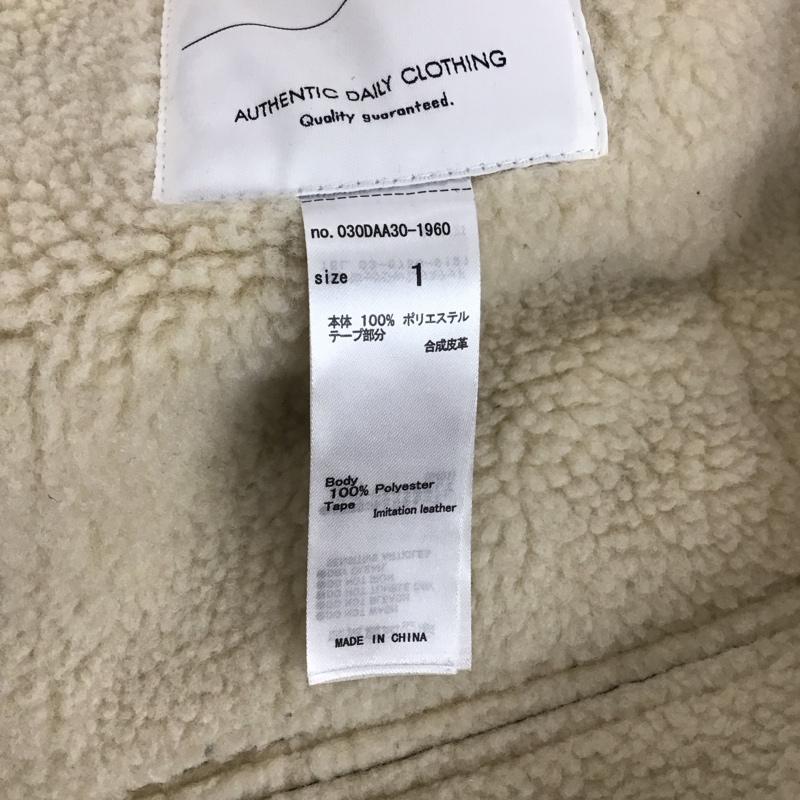 AUTHENTIC DAILY CLOTHING
Quality guaranteed.
no. 030DAA30-1960
size 1
本体 100% ポリエステル
テープ部分
合成皮革
Body
100% Polyester
Tape
Imitation leather
MADE IN CHINA